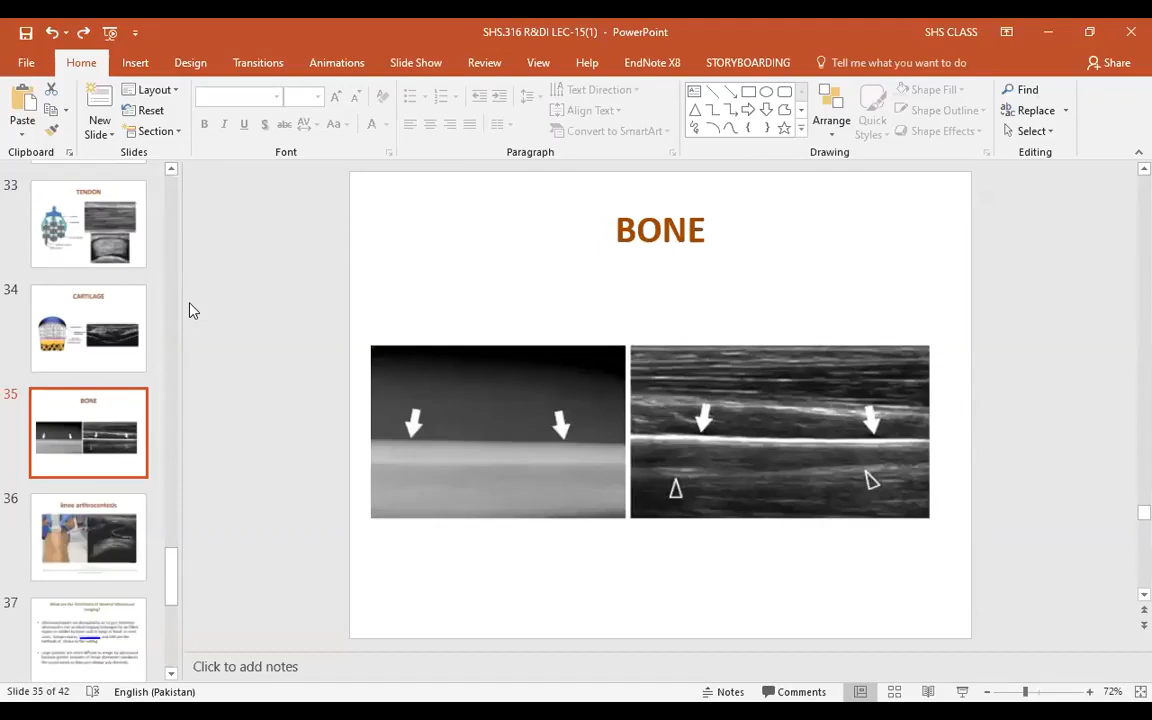 SHS.316 R&DI LEC-15(1) - PowerPoint
SHS CLASS
File Home Insert Design Transitions Animations Slide Show Review View Help EndNote X8 STORYBOARDING Tell me what you want to do Share
Paste
New Slide
Layout
Reset
Section
B I U S abc AV Aa A
Text Direction
Align Text
Convert to SmartArt
Arrange
Quick Styles
Shape Fill
Shape Outline
Shape Effects
Find
Replace
Select
Clipboard Slides Font Paragraph Drawing Editing
33
TENDON
34
CARTILAGE
35
BONE
36
knee arthrocentesis
37
BONE
Click to add notes
Slide 35 of 42 English (Pakistan) Notes Comments 72%